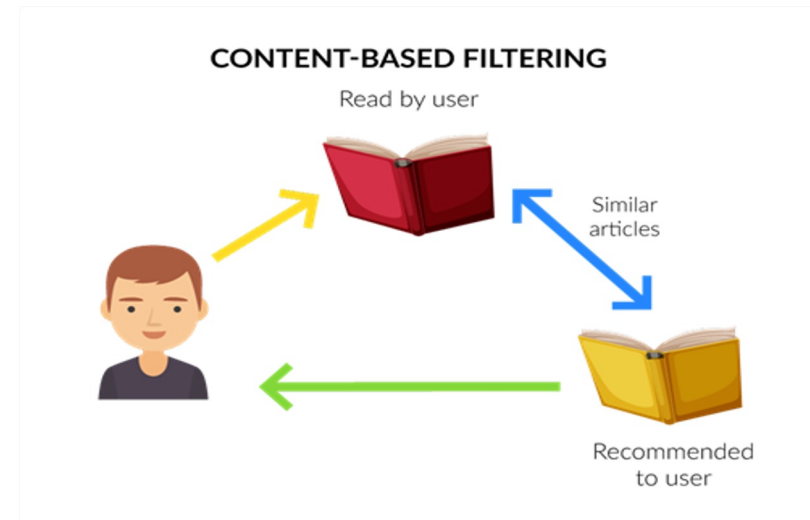 CONTENT-BASED FILTERING
Read by user
Similar
articles
Recommended
to user